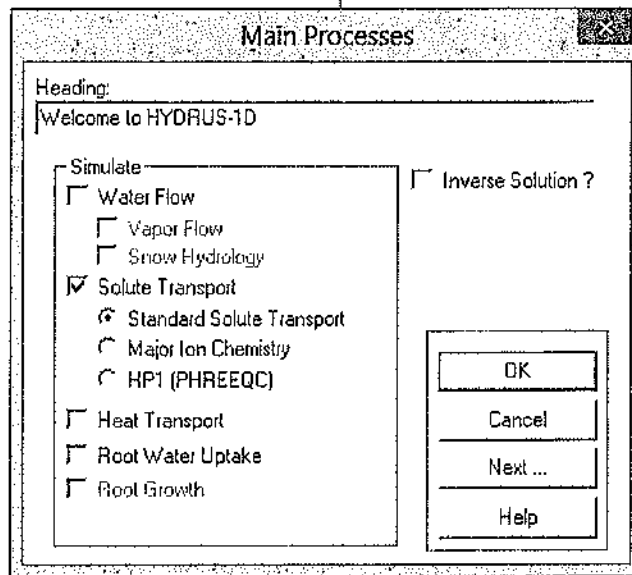 Main Processes
Heading:
Welcome to HYDRUS-1D
Simulate
Water Flow
Vapor Flow
Snow Hydrology
Solute Transport
Standard Solute Transport
Major Ion Chemistry
HP1 (PHREEQC)
Heat Transport
Root Water Uptake
Root Growth
Inverse Solution ?
OK
Cancel
Next ...
Help